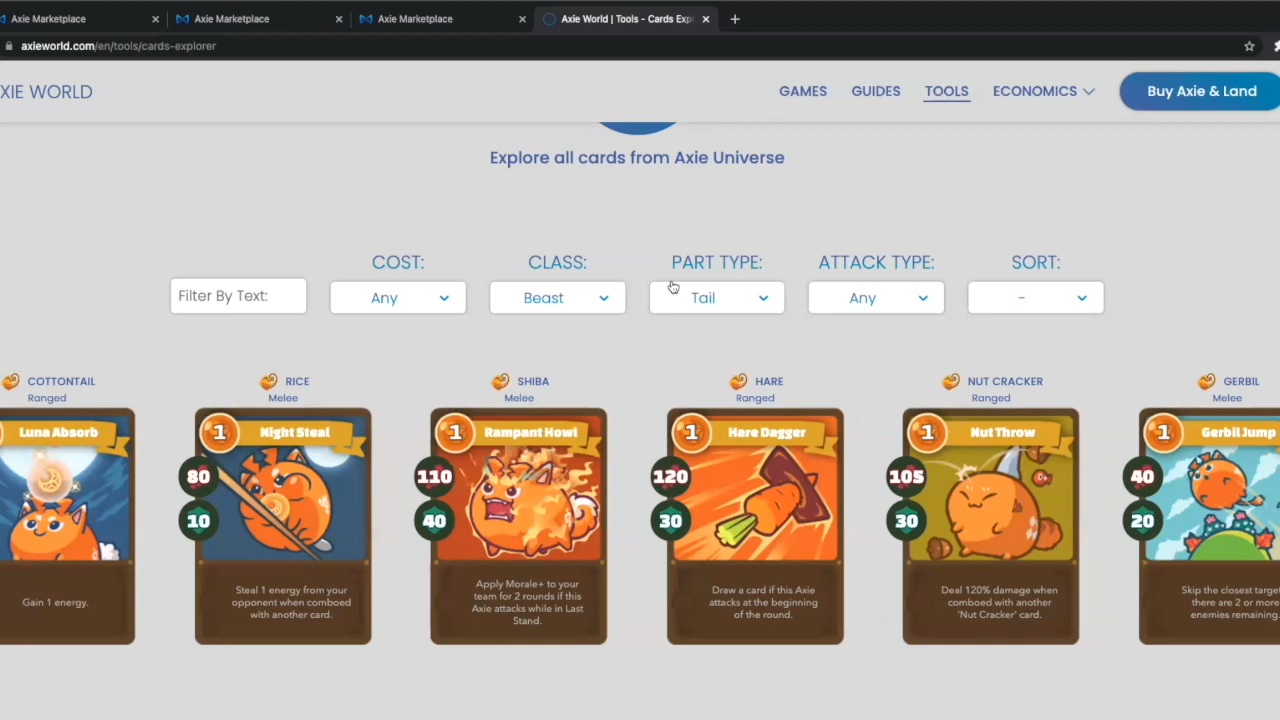 Axie Marketplace
Axie Marketplace
Axie Marketplace
Axie World | Tools - Cards Expl
axieworld.com/en/tools/cards-explorer
XIE WORLD
GAMES
GUIDES
TOOLS
ECONOMICS
Buy Axie & Land
Explore all cards from Axie Universe
COST:
CLASS:
PART TYPE:
ATTACK TYPE:
SORT:
Filter By Text:
Any
Beast
Tail
Any
-
COTTONTAIL
Ranged
Luna Absorb
Gain 1 energy.
RICE
Melee
1
Night Steal
80
10
Steal 1 energy from your
opponent when comboed
with another card.
SHIBA
Melee
1
Rampant Howl
110
40
Apply Morale+ to your
team for 2 rounds if this
Axie attacks while in Last
Stand.
HARE
Ranged
1
Hare Dagger
120
30
Draw a card if this Axie
attacks at the beginning
of the round.
NUT CRACKER
Ranged
1
Nut Throw
105
30
Deal 120% damage when
comboed with another
'Nut Cracker' card.
GERBIL
Melee
1
Gerbil Jump
40
20
Skip the closest target
there are 2 or more
enemies remaining.